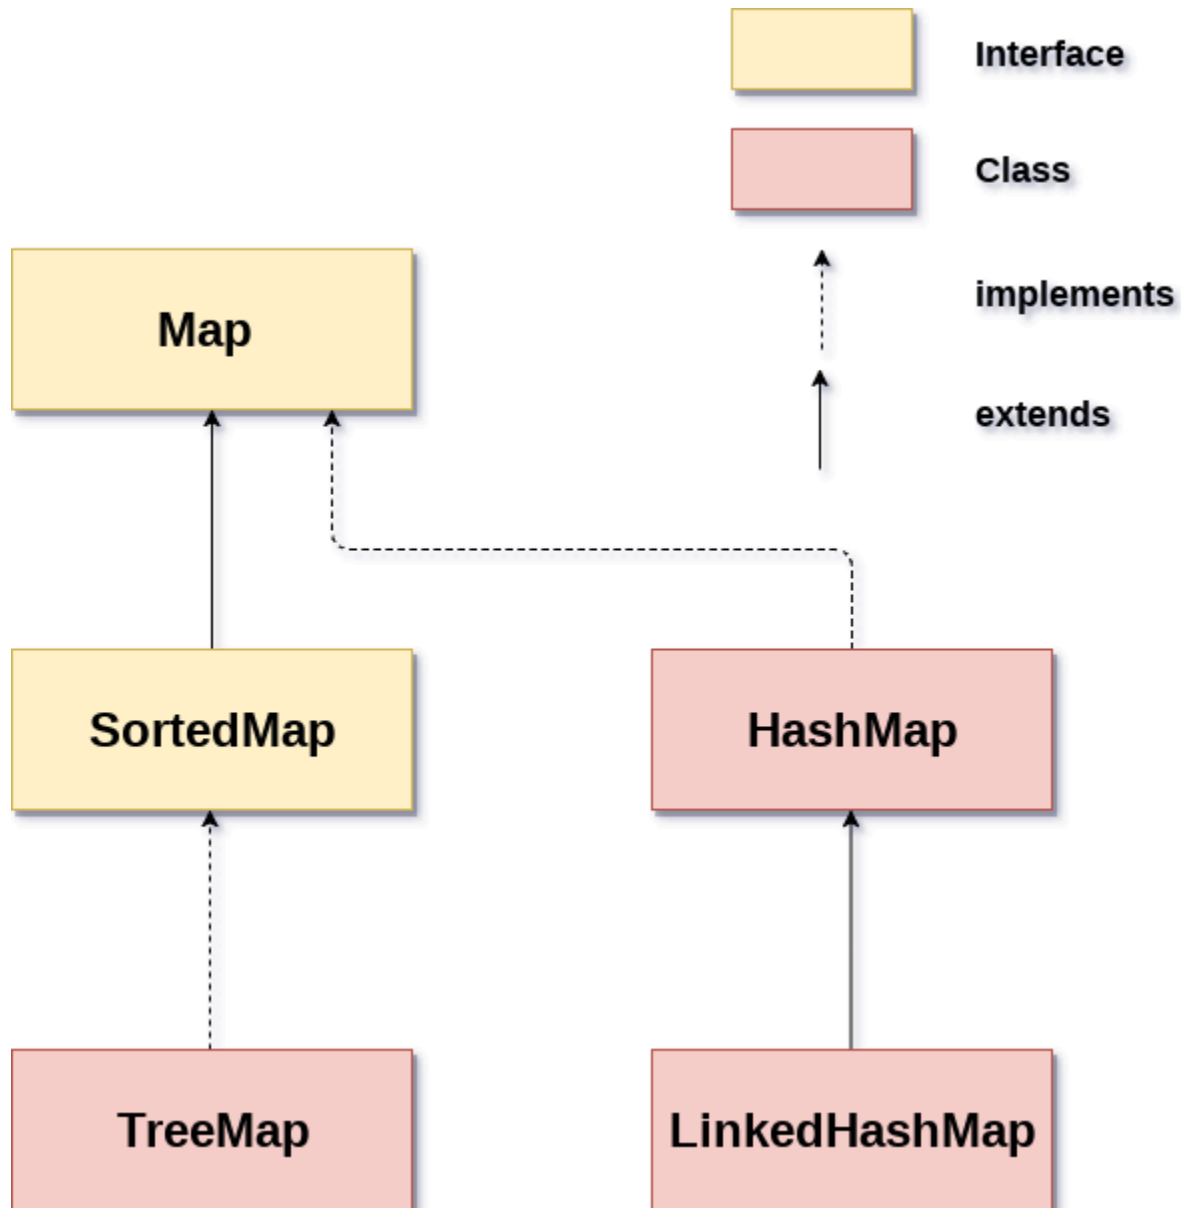 Interface
Class
implements
extends
Map
SortedMap
HashMap
TreeMap
LinkedHashMap